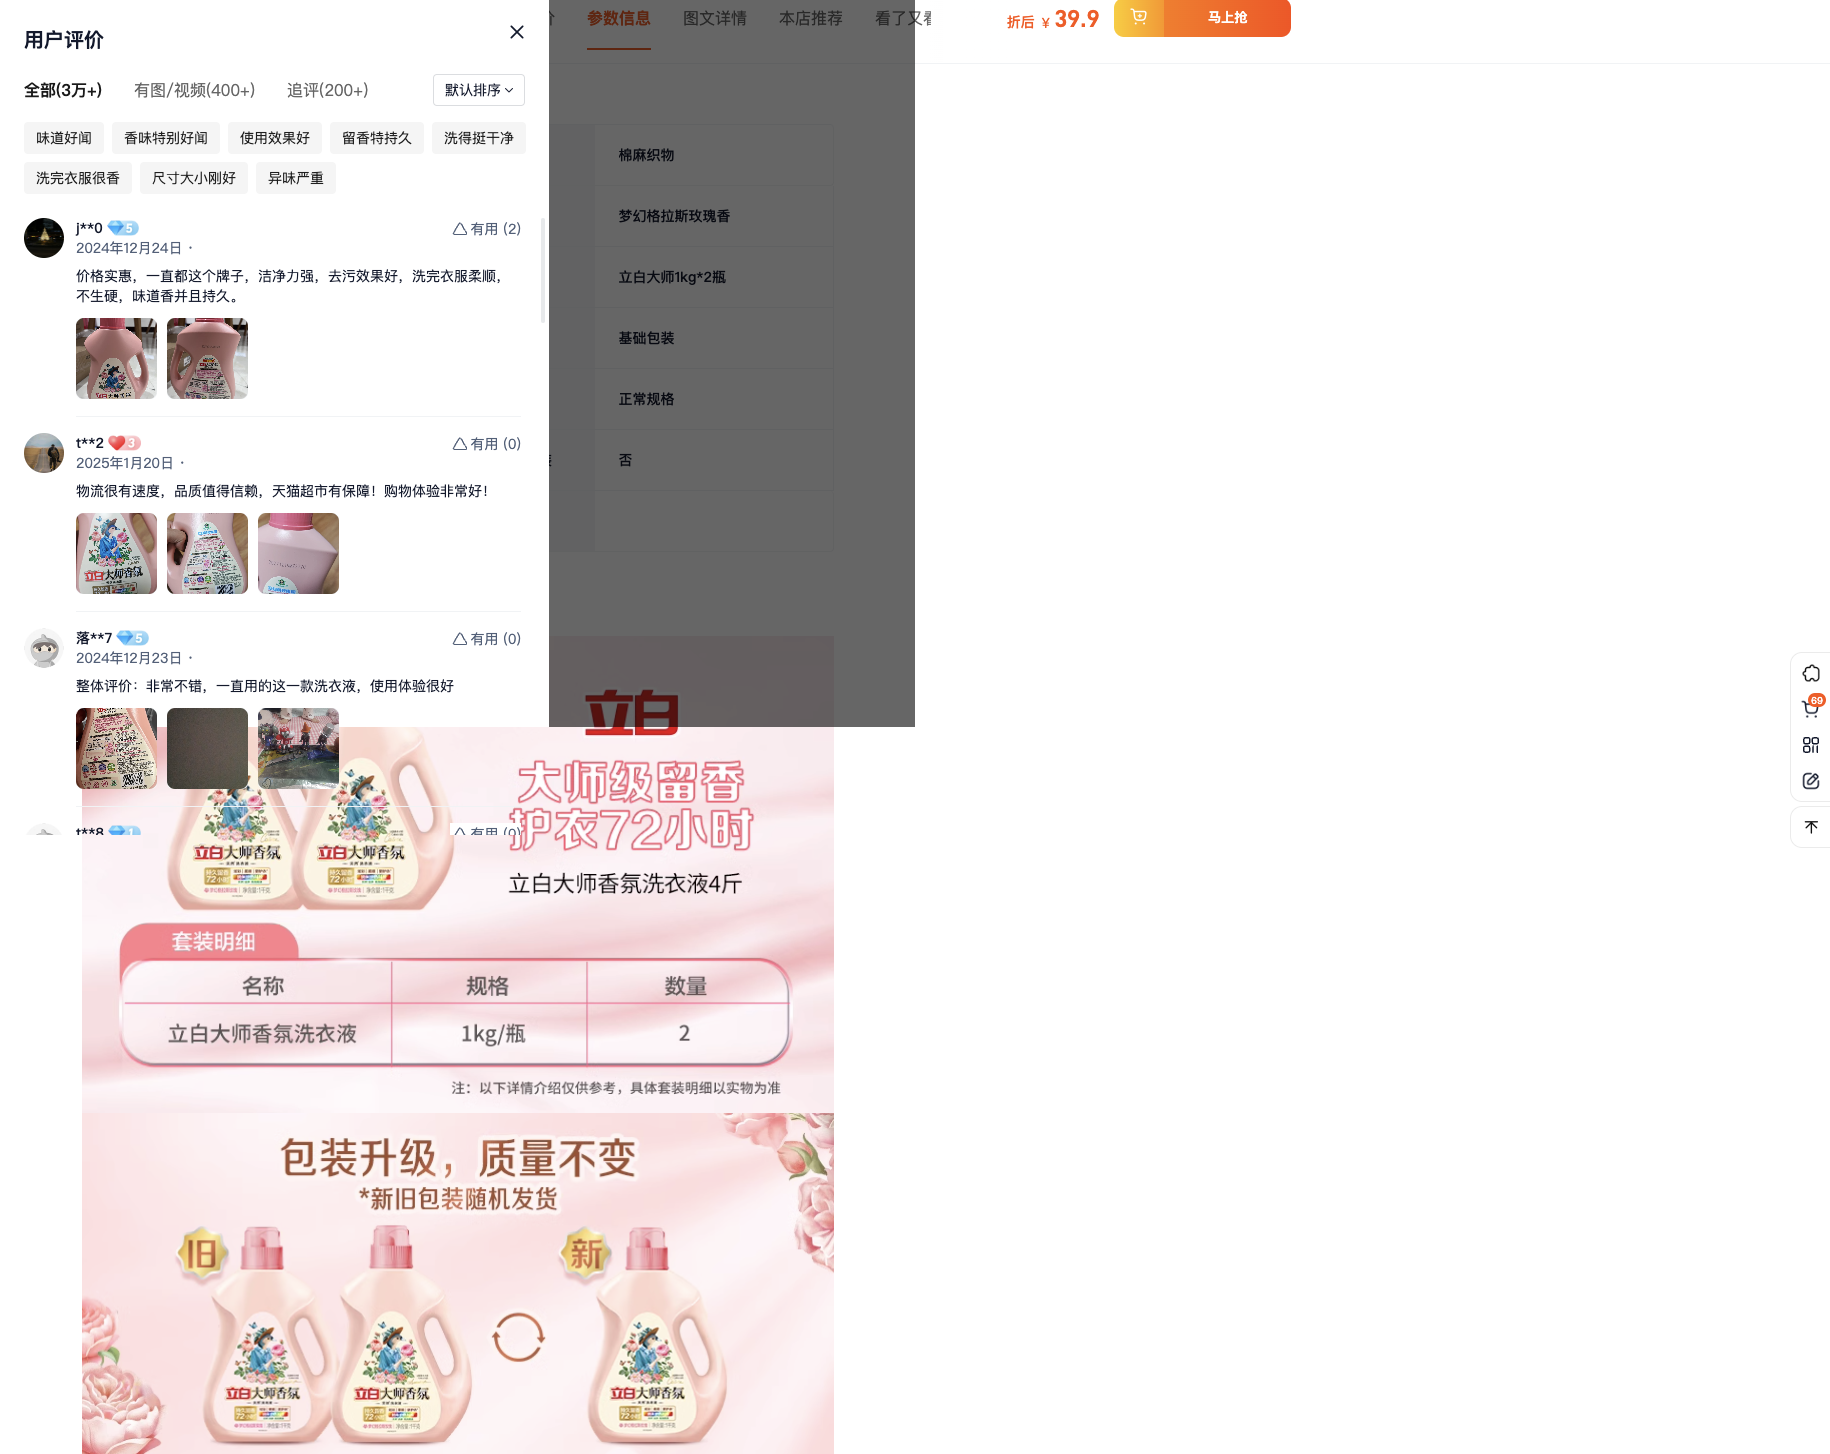 用户评价
全部(3万+) 有图/视频(400+) 追评(200+) 默认排序
味道好闻 香味特别好闻 使用效果好 留香特持久 洗得挺干净
洗完衣服很香 尺寸大小刚好 异味严重
j**0 5 有用 (2)
2024年12月24日 ·
价格实惠，一直都这个牌子，洁净力强，去污效果好，洗完衣服柔顺，
不生硬，味道香并且持久。
t**2 3 有用 (0)
2025年1月20日 ·
物流很有速度，品质值得信赖，天猫超市有保障！购物体验非常好！
落**7 5 有用 (0)
2024年12月23日 ·
整体评价：非常不错，一直用的这一款洗衣液，使用体验很好
t**8 1 有用 (0)
参数信息 图文详情 本店推荐 看了又看
折后 ¥ 39.9 马上抢
棉麻织物
梦幻格拉斯玫瑰香
立白大师1kg*2瓶
基础包装
正常规格
否
69
立白
大师级留香
护衣72小时
立白大师香氛洗衣液4斤
立白大师香氛
立白大师香氛
套装明细
名称 规格 数量
立白大师香氛洗衣液 1kg/瓶 2
注：以下详情介绍仅供参考，具体套装明细以实物为准
包装升级，质量不变
*新旧包装随机发货
旧 新
立白大师香氛
立白大师香氛
立白大师香氛